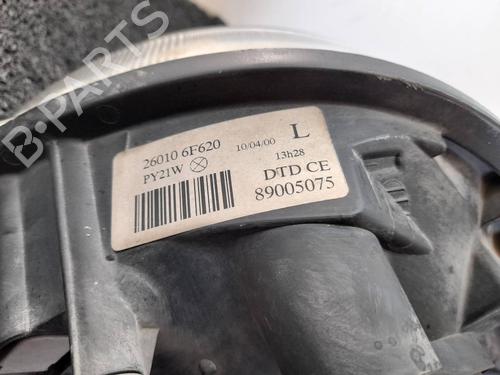 26010 6F620 10/04/00 L
PY21W 13h28
DTD CE
89005075
B-PARTS